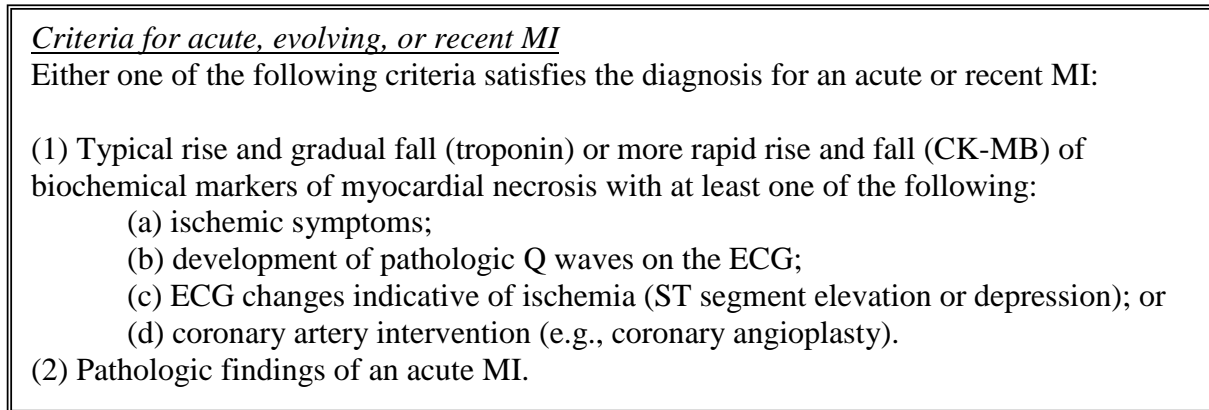 Criteria for acute, evolving, or recent MI
Either one of the following criteria satisfies the diagnosis for an acute or recent MI:
(1) Typical rise and gradual fall (troponin) or more rapid rise and fall (CK-MB) of
biochemical markers of myocardial necrosis with at least one of the following:
(a) ischemic symptoms;
(b) development of pathologic Q waves on the ECG;
(c) ECG changes indicative of ischemia (ST segment elevation or depression); or
(d) coronary artery intervention (e.g., coronary angioplasty).
(2) Pathologic findings of an acute MI.